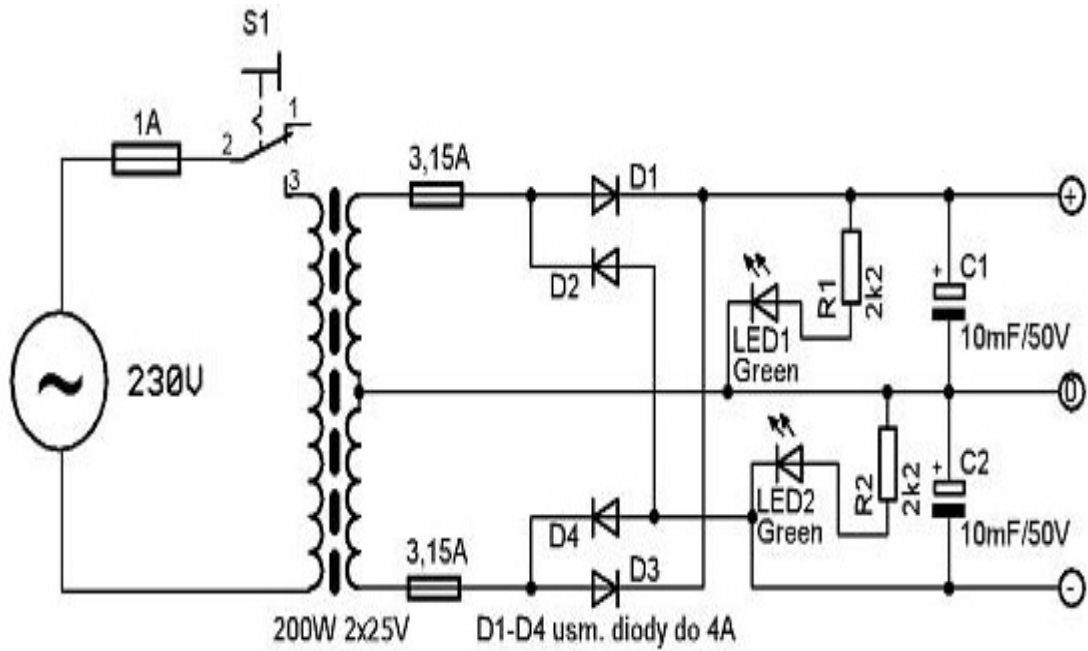 S1
1A
2
1
3
3,15A
D1
+
D2
R1
2k2
C1
+
LED1
Green
10mF/50V
230V
0
R2
2k2
C2
+
LED2
Green
10mF/50V
D4
3,15A
D3
-
200W 2x25V
D1-D4 usm. diody do 4A